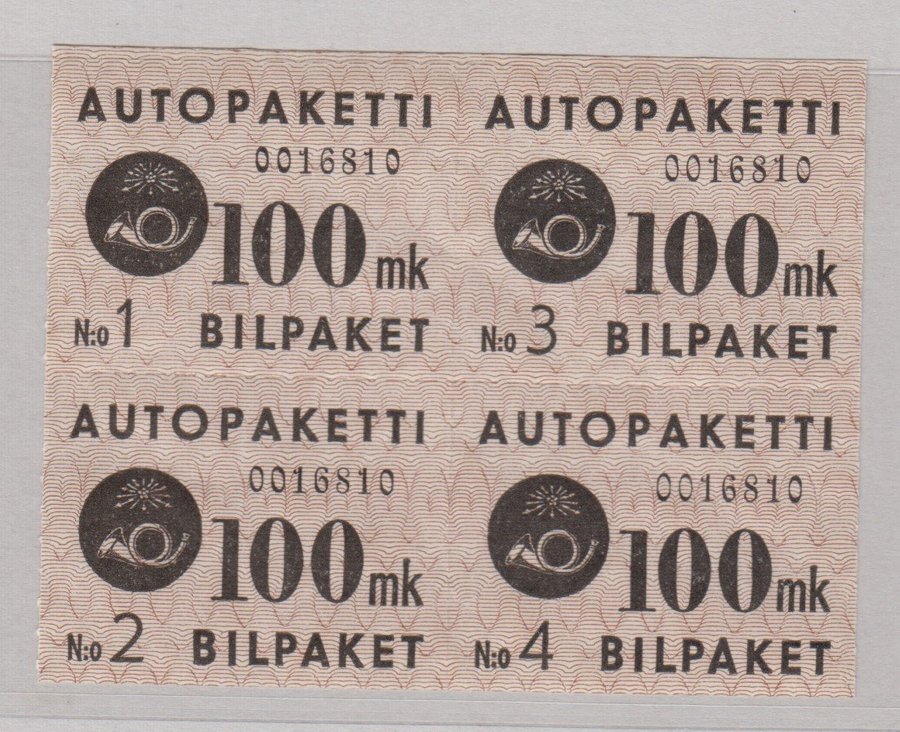 AUTOPAKETTI
0016810
100 mk
N:o 1 BILPAKET
AUTOPAKETTI
0016810
100 mk
N:o 3 BILPAKET
AUTOPAKETTI
0016810
100 mk
N:o 2 BILPAKET
AUTOPAKETTI
0016810
100 mk
N:o 4 BILPAKET